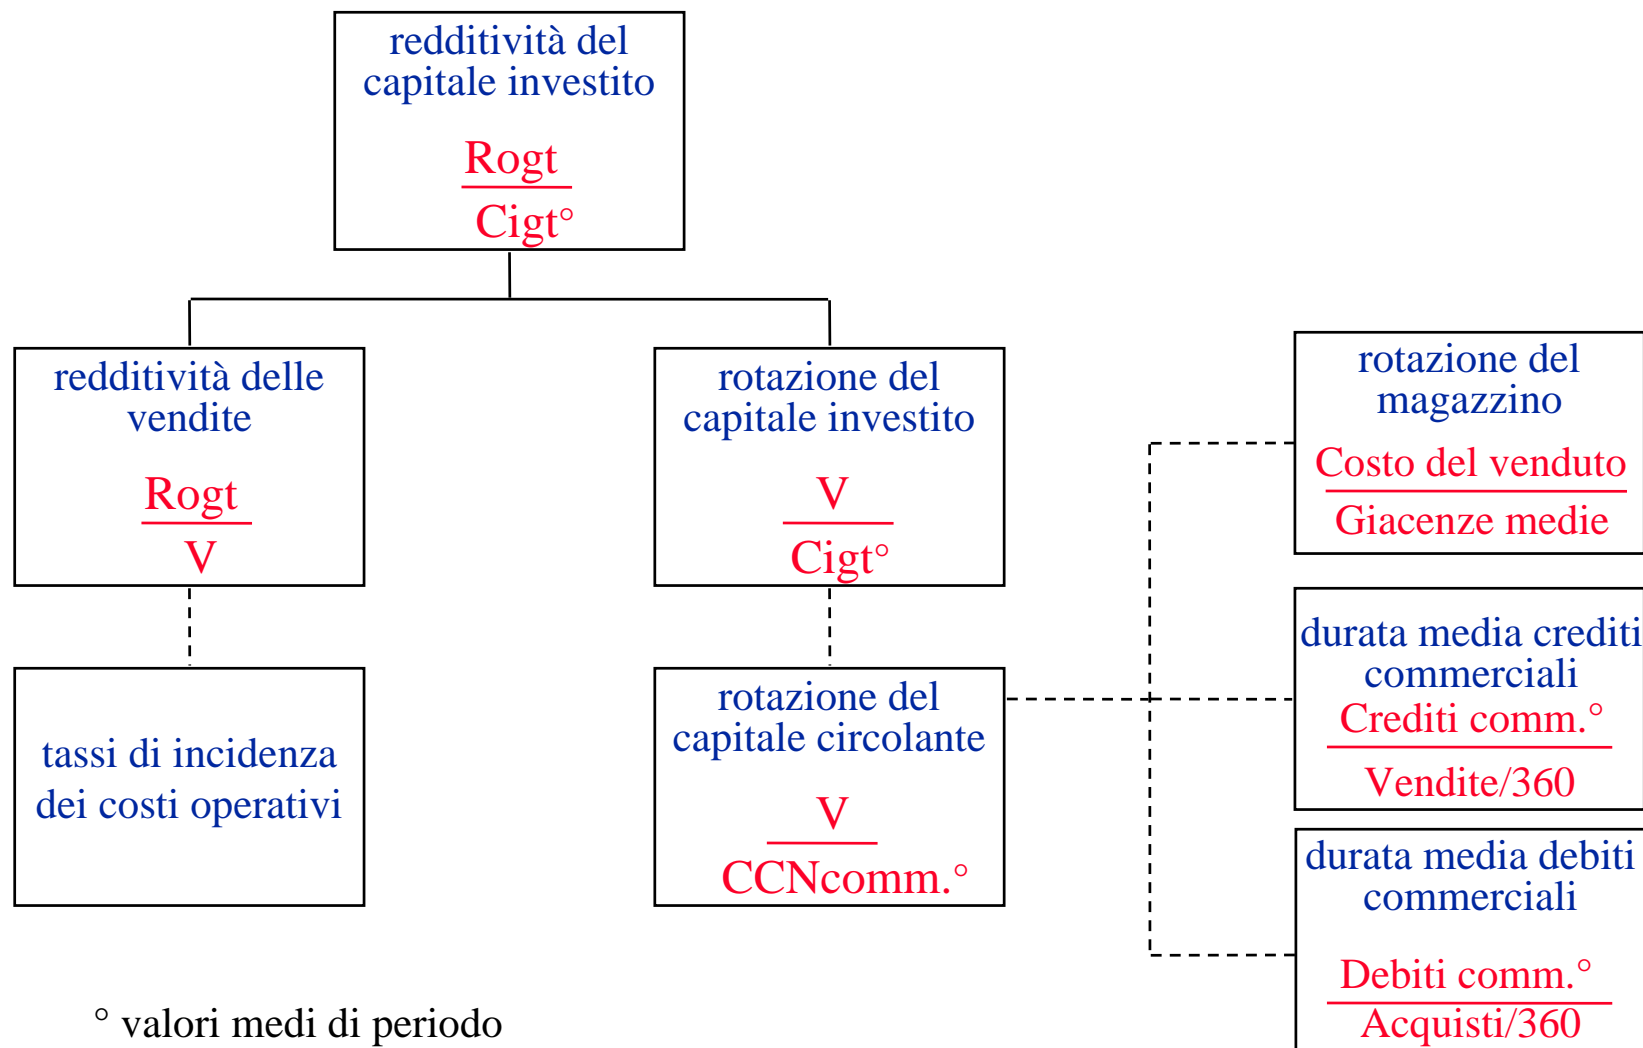 redditività del
capitale investito
Rogt
Cigt°
redditività delle
vendite
Rogt
V
rotazione del
capitale investito
V
Cigt°
rotazione del
magazzino
Costo del venduto
Giacenze medie
tassi di incidenza
dei costi operativi
rotazione del
capitale circolante
V
CCNcomm.°
durata media crediti
commerciali
Crediti comm.°
Vendite/360
durata media debiti
commerciali
Debiti comm.°
Acquisti/360
° valori medi di periodo